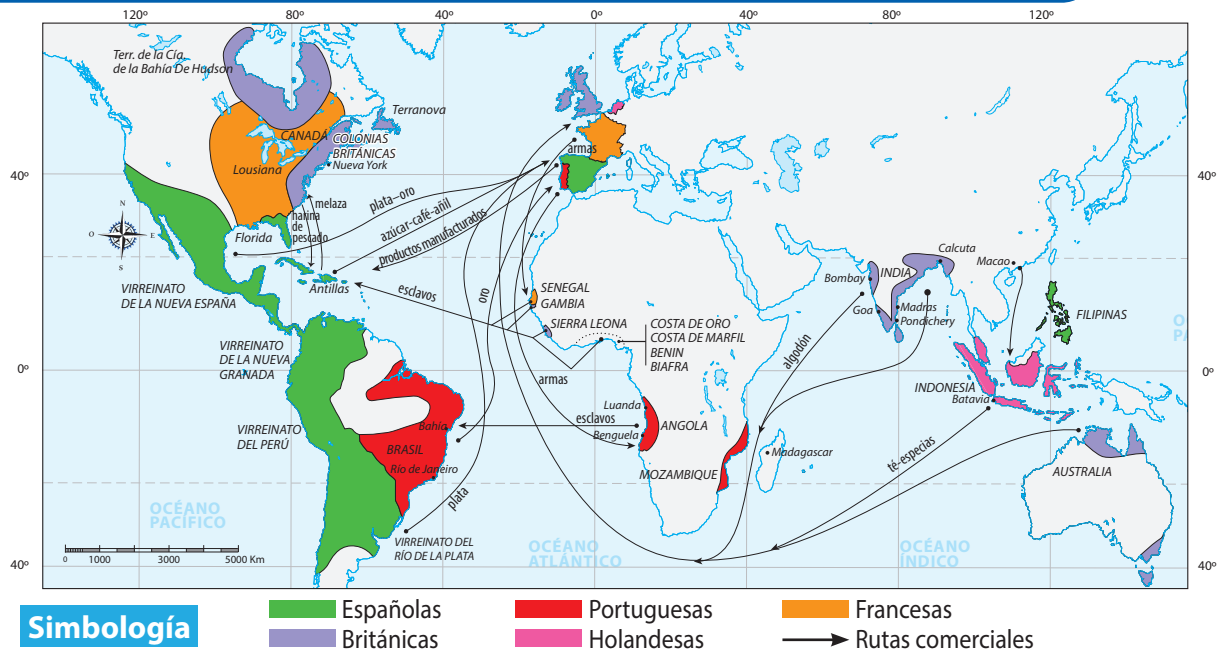 120º
80º
40º
0º
40º
80º
120º
Terr. de la Cía.
de la Bahía De Hudson
Terranova
CANADÁ
COLONIAS
BRITÁNICAS
Nueva York
Lousiana
armas
40º
40º
melaza
harina
de
pescado
plata-oro
azúcar-café-añil
productos manufacturados
N
O
E
S
Florida
Antillas
VIRREINATO
DE LA NUEVA ESPAÑA
esclavos
oro
SENEGAL
GAMBIA
SIERRA LEONA
COSTA DE ORO
COSTA DE MARFIL
BENIN
BIAFRA
Calcuta
Macao
Bombay
INDIA
Goa
Madras
Pondichery
FILIPINAS
algodón
VIRREINATO
DE LA NUEVA
GRANADA
0º
0º
armas
INDONESIA
Batavia
Luanda
esclavos
ANGOLA
Benguela
VIRREINATO
DEL PERÚ
Bahía
BRASIL
Río de Janeiro
MOZAMBIQUE
Madagascar
té-especias
AUSTRALIA
plata
OCÉANO
PACÍFICO
VIRREINATO DEL
RÍO DE LA PLATA
OCÉANO
ATLÁNTICO
OCÉANO
ÍNDICO
0
1000
3000
5000 Km
40º
40º
Simbología
Españolas
Portuguesas
Francesas
Británicas
Holandesas
Rutas comerciales